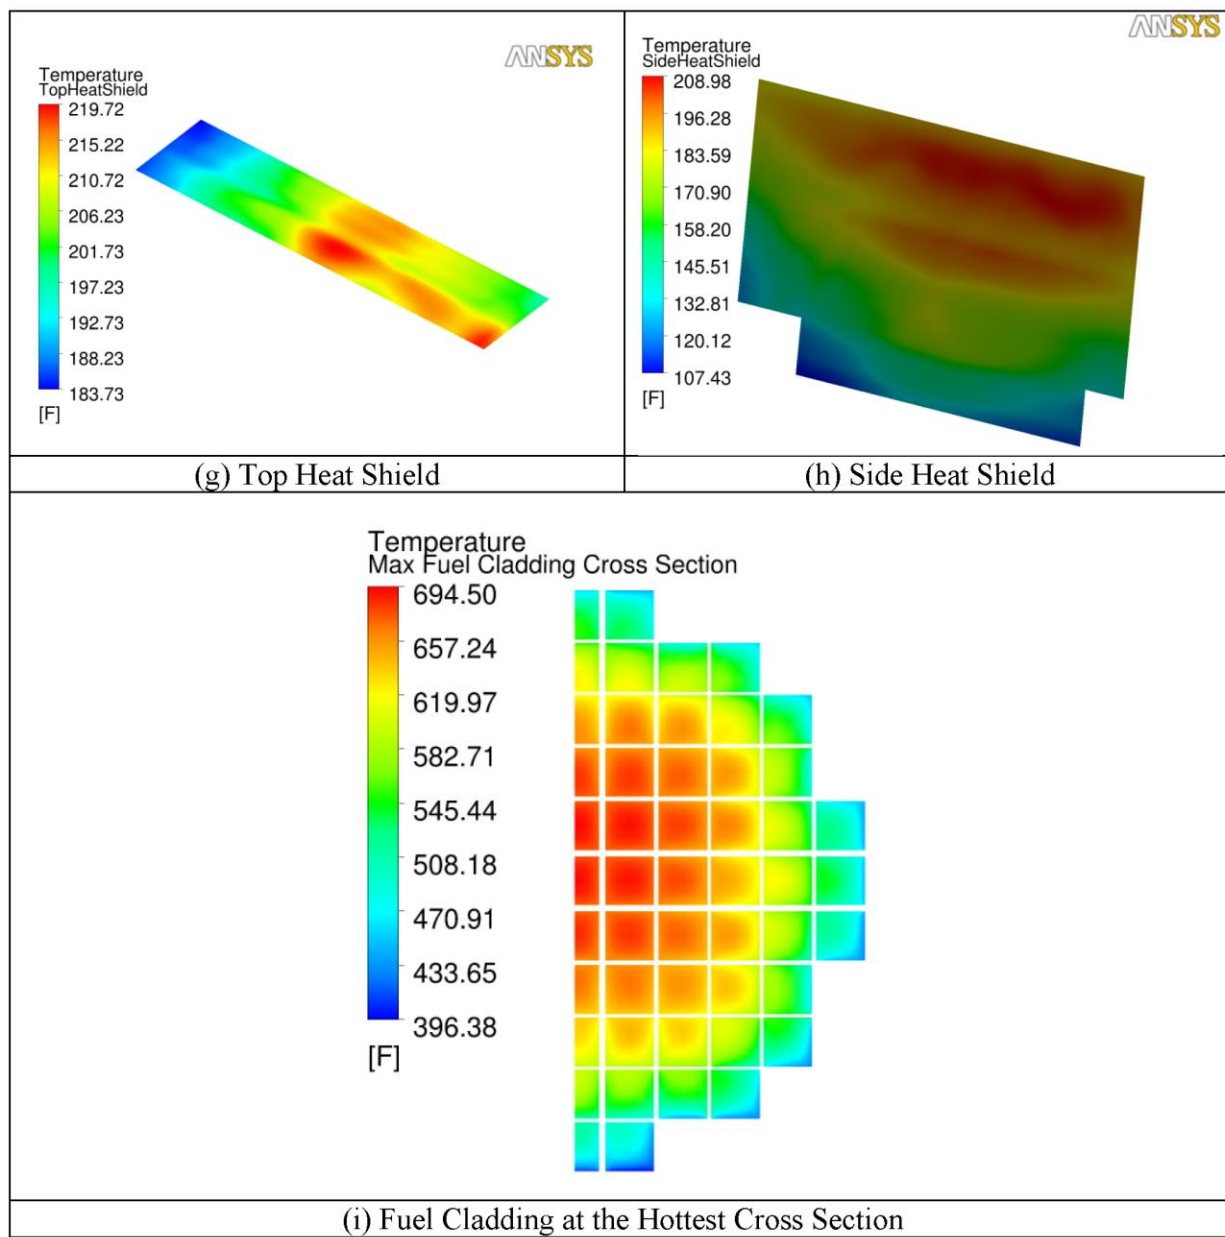 ANSYS
Temperature
TopHeatShield
219.72
215.22
210.72
206.23
201.73
197.23
192.73
188.23
183.73
[F]
(g) Top Heat Shield
ANSYS
Temperature
SideHeatShield
208.98
196.28
183.59
170.90
158.20
145.51
132.81
120.12
107.43
[F]
(h) Side Heat Shield
Temperature
Max Fuel Cladding Cross Section
694.50
657.24
619.97
582.71
545.44
508.18
470.91
433.65
396.38
[F]
(i) Fuel Cladding at the Hottest Cross Section